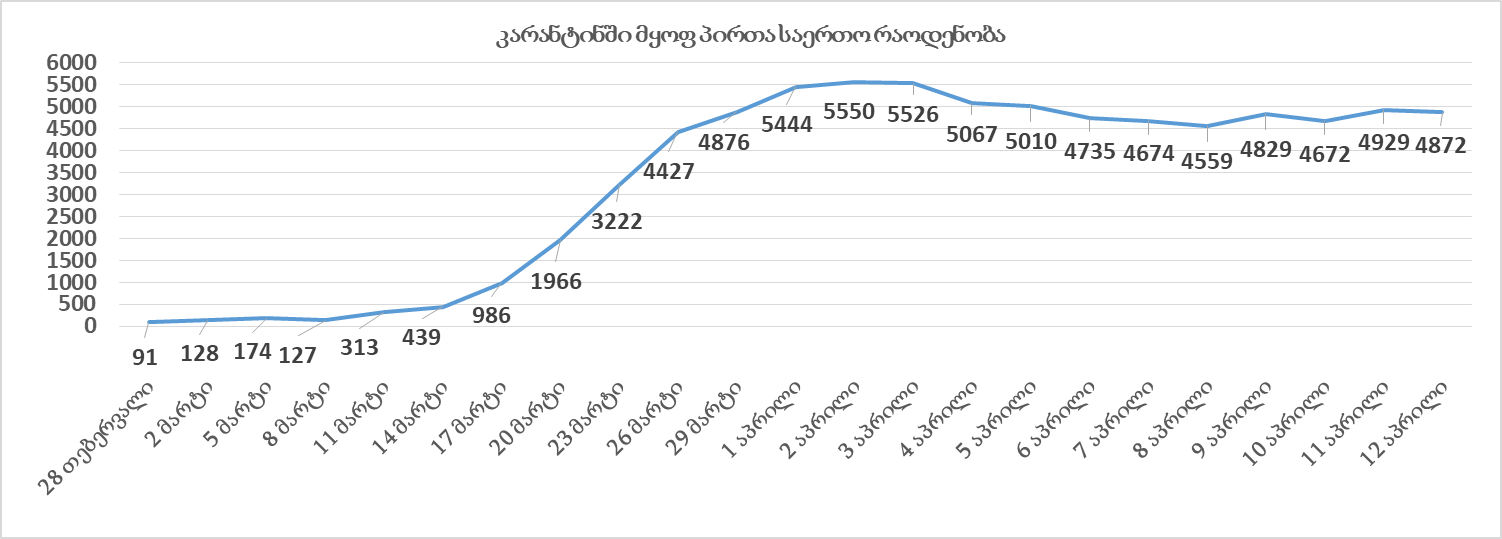 კარანტინში მყოფ პირთა საერთო რაოდენობა
6000
5500
5000
4500
4000
3500
3000
2500
2000
1500
1000
500
0
91
128
174
127
313
439
986
1966
3222
4427
4876
5444
5550
5526
5067
5010
4735
4674
4559
4829
4672
4929
4872
28 თებერვალი
2 მარტი
5 მარტი
8 მარტი
11 მარტი
14 მარტი
17 მარტი
20 მარტი
23 მარტი
26 მარტი
29 მარტი
1 აპრილი
2 აპრილი
3 აპრილი
4 აპრილი
5 აპრილი
6 აპრილი
7 აპრილი
8 აპრილი
9 აპრილი
10 აპრილი
11 აპრილი
12 აპრილი